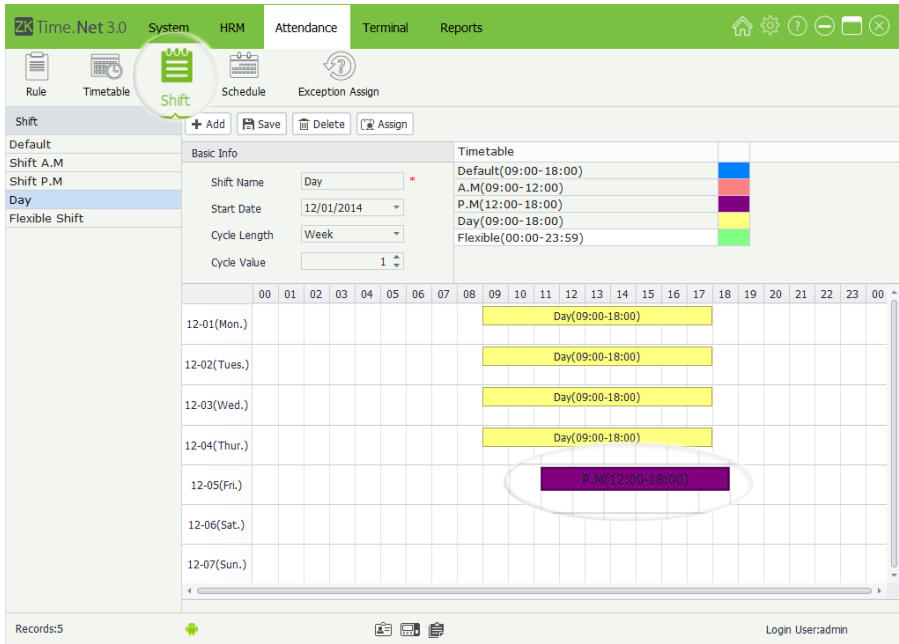 ZK Time.Net 3.0 System HRM Attendance Terminal Reports
Rule Timetable Shift Schedule Exception Assign
Shift
Add Save Delete Assign
Default
Shift A.M
Shift P.M
Day
Flexible Shift
Basic Info
Shift Name Day *
Start Date 12/01/2014
Cycle Length Week
Cycle Value 1
Timetable
Default(09:00-18:00)
A.M(09:00-12:00)
P.M(12:00-18:00)
Day(09:00-18:00)
Flexible(00:00-23:59)
00 01 02 03 04 05 06 07 08 09 10 11 12 13 14 15 16 17 18 19 20 21 22 23 00
12-01(Mon.) Day(09:00-18:00)
12-02(Tues.) Day(09:00-18:00)
12-03(Wed.) Day(09:00-18:00)
12-04(Thur.) Day(09:00-18:00)
12-05(Fri.) P.M(12:00-18:00)
12-06(Sat.)
12-07(Sun.)
Records:5 Login User:admin